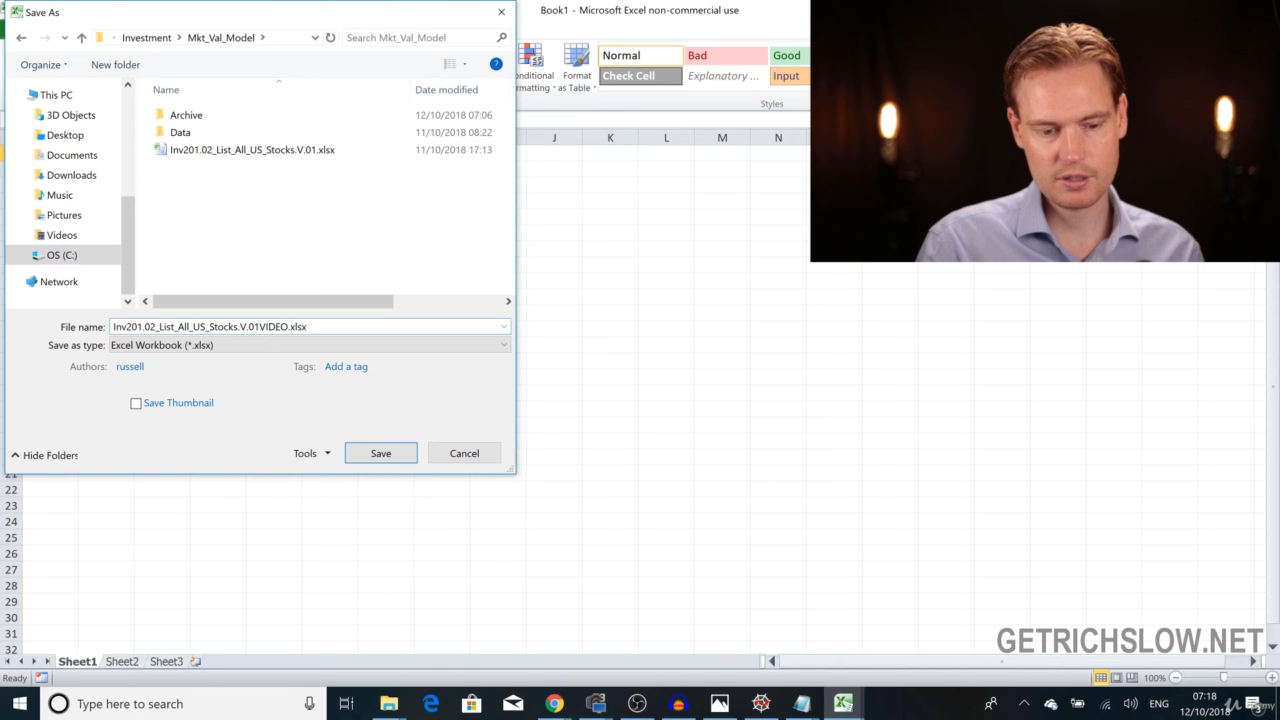 Save As
Book1 - Microsoft Excel non-commercial use
Investment
Mkt_Val_Model
Search Mkt_Val_Model
Organize
New folder
?
Normal
Bad
Good
Check Cell
Explanatory ...
Input
Format
as Table
Styles
This PC
3D Objects
Desktop
Documents
Downloads
Music
Pictures
Videos
OS (C:)
Network
Name
Date modified
Archive
12/10/2018 07:06
Data
11/10/2018 08:22
Inv201.02_List_All_US_Stocks.V.01.xlsx
11/10/2018 17:13
J K L M N
File name:
Inv201.02_List_All_US_Stocks.V.01VIDEO.xlsx
Save as type:
Excel Workbook (*.xlsx)
Authors:
russell
Tags:
Add a tag
Save Thumbnail
Hide Folders
Tools
Save
Cancel
22
23
24
25
26
27
28
29
30
31
32
GETRICHSLOW.NET
Sheet1
Sheet2
Sheet3
Ready
100%
Type here to search
ENG
07:18
12/10/2018